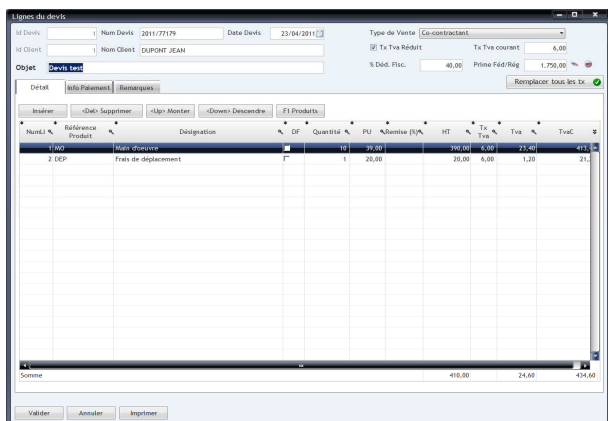 Lignes du devis
Id Devis 1 Num Devis 2011/77179 Date Devis 23/04/2011 Type de Vente Co-contractant
Id Client 1 Nom Client DUPONT JEAN Tx Tva Réduit Tx Tva courant 6,00
Objet Devis test % Déd. Fisc. 40,00 Prime Féd/Rég 1.750,00
Remplacer tous les tx
Détail Info Paiement Remarques
Insérer <Del> Supprimer <Up> Monter <Down> Descendre F1 Produits
NumLi Référence Produit Désignation DF Quantité PU Remise (%) HT Tx Tva Tva TvaC
1 MO Main d'oeuvre 10 39,00 390,00 6,00 23,40 413,
2 DEP Frais de déplacement 1 20,00 20,00 6,00 1,20 21,
Somme 410,00 24,60 434,60
Valider Annuler Imprimer